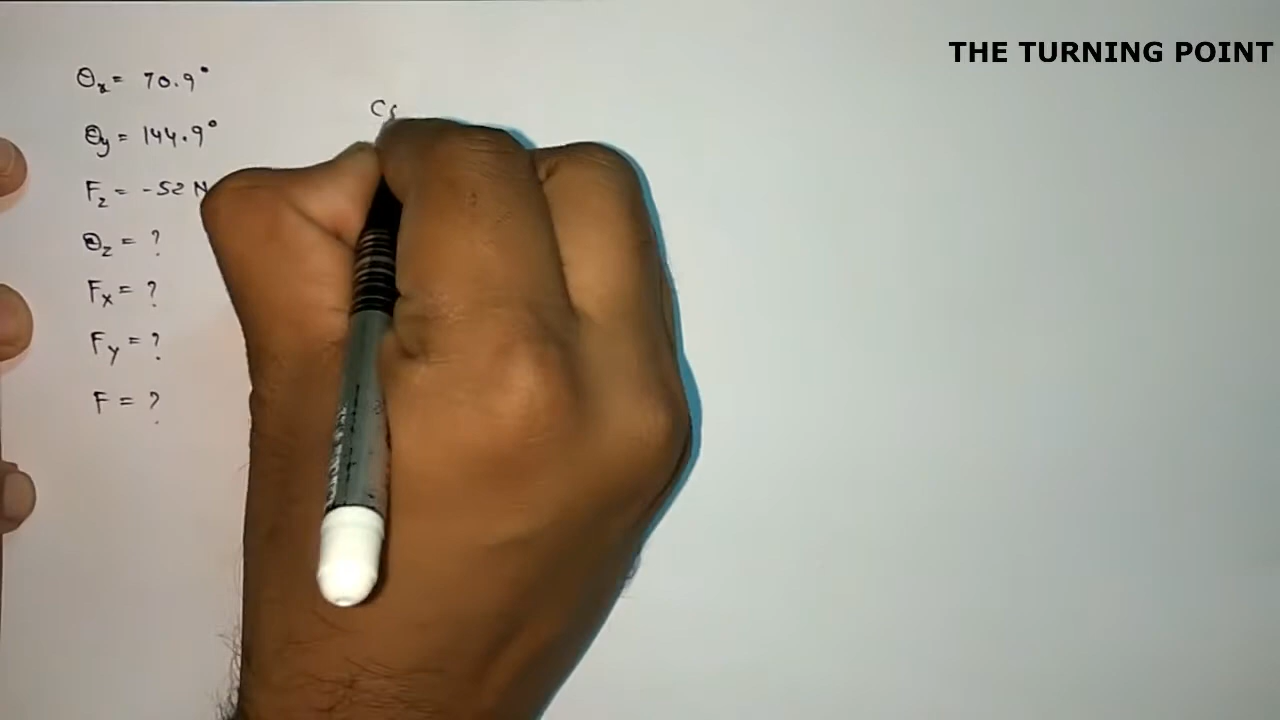 THE TURNING POINT
θx = 70.9°
θy = 144.9°
Fz = -52 N
θz = ?
Fx = ?
Fy = ?
F = ?